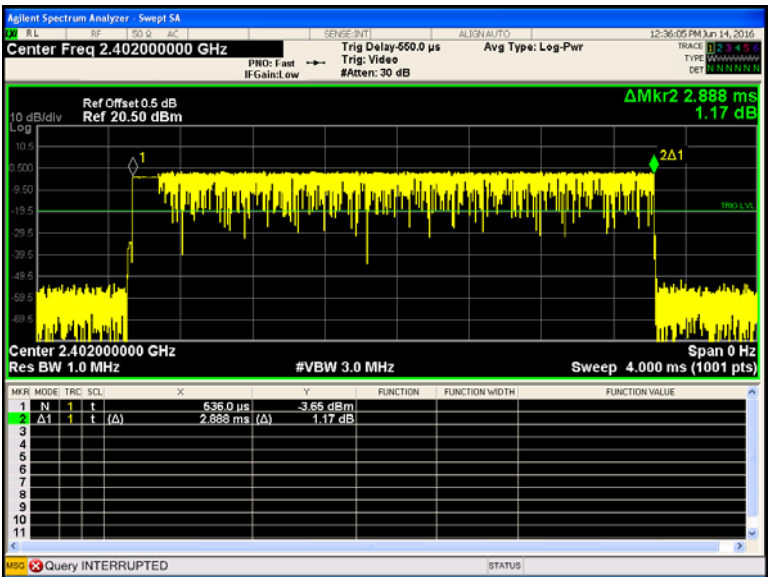 Agilent Spectrum Analyzer - Swept SA
RL RF 50 Ω AC SENSE:INT ALIGNAUTO 12:36:05 PM Jun 14, 2016
Center Freq 2.402000000 GHz
PNO: Fast
IFGain:Low
Trig Delay-550.0 µs
Trig: Video
#Atten: 30 dB
Avg Type: Log-Pwr
TRACE 1 2 3 4 5 6
TYPE
DET N N N N N N
ΔMkr2 2.888 ms
1.17 dB
Ref Offset 0.5 dB
10 dB/div Ref 20.50 dBm
Log
10.5
0.500
-9.50
-19.5
-29.5
-39.5
-49.5
-59.5
-69.5
1
2Δ1
TRIG LVL
Center 2.402000000 GHz Span 0 Hz
Res BW 1.0 MHz #VBW 3.0 MHz Sweep 4.000 ms (1001 pts)
MKR MODE TRC SCL X Y FUNCTION FUNCTION WIDTH FUNCTION VALUE
1 N 1 t 536.0 µs -3.65 dBm
2 Δ1 1 t (Δ) 2.888 ms (Δ) 1.17 dB
3
4
5
6
7
8
9
10
11
MSG Query INTERRUPTED STATUS